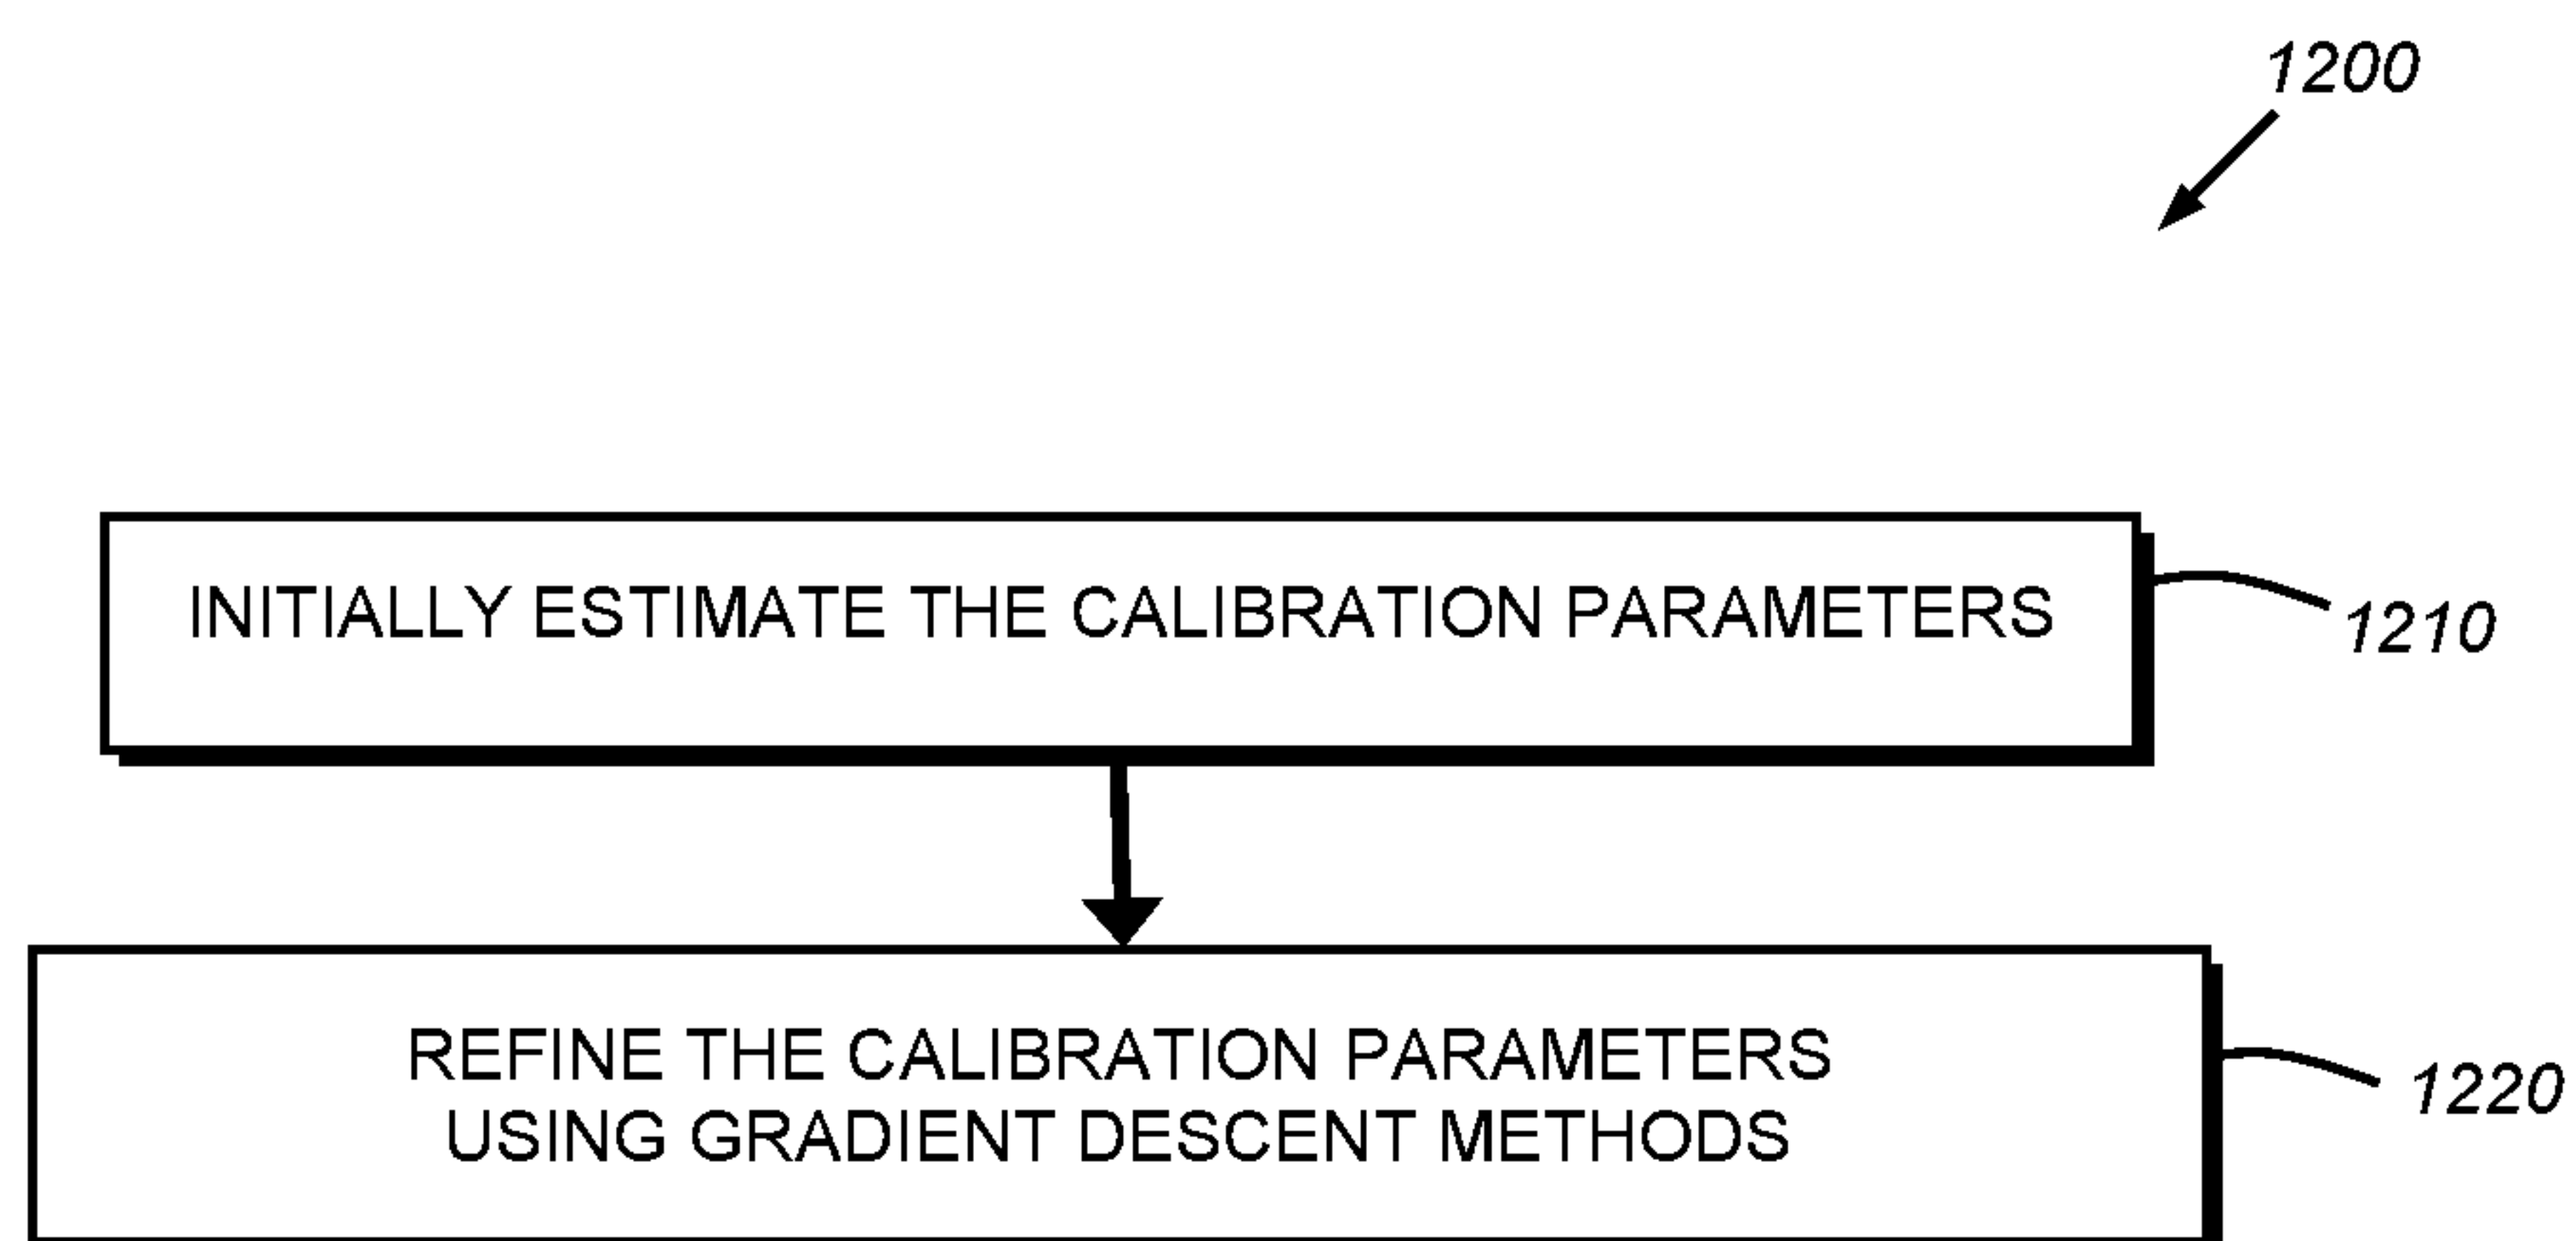 1200
INITIALLY ESTIMATE THE CALIBRATION PARAMETERS
1210
REFINE THE CALIBRATION PARAMETERS
USING GRADIENT DESCENT METHODS
1220